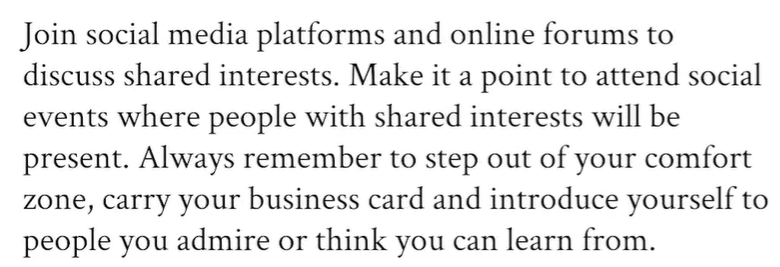 Join social media platforms and online forums to
discuss shared interests. Make it a point to attend social
events where people with shared interests will be
present. Always remember to step out of your comfort
zone, carry your business card and introduce yourself to
people you admire or think you can learn from.